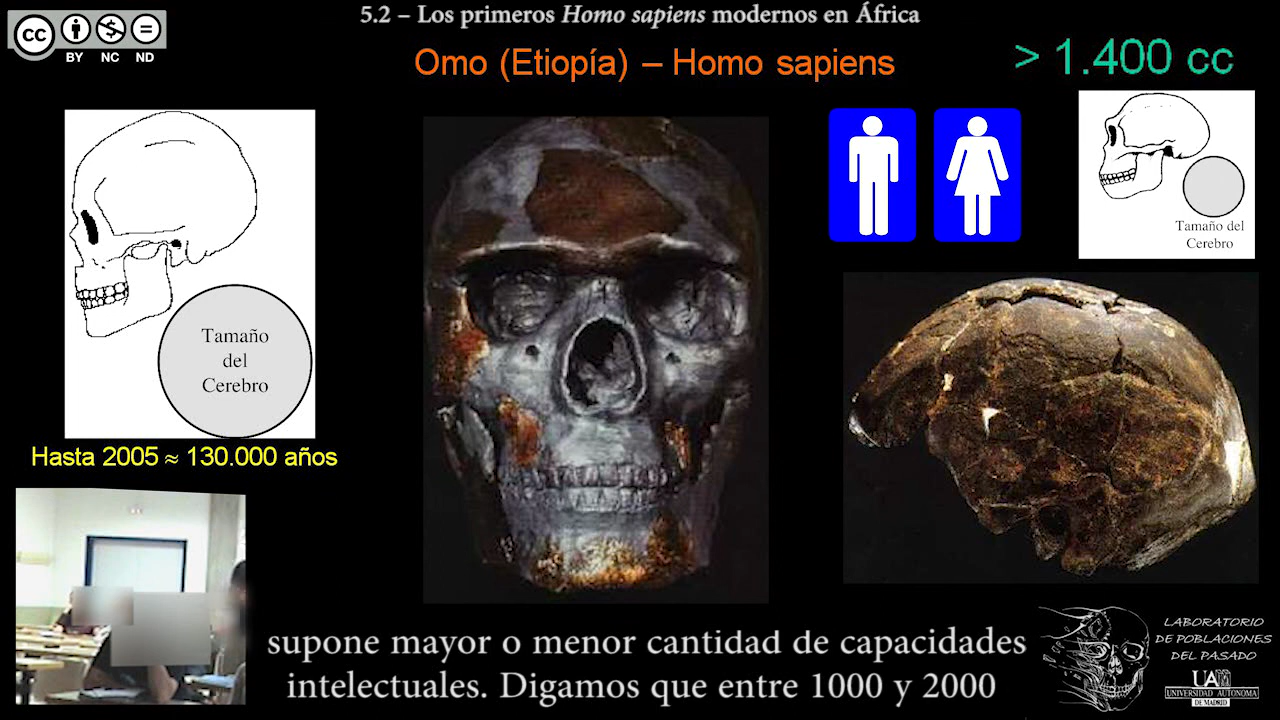 5.2 – Los primeros Homo sapiens modernos en África
cc
BY NC ND
Omo (Etiopía) – Homo sapiens
> 1.400 cc
Tamaño
del
Cerebro
Tamaño del
Cerebro
Hasta 2005 ≈ 130.000 años
supone mayor o menor cantidad de capacidades
intelectuales. Digamos que entre 1000 y 2000
LABORATORIO
DE POBLACIONES
DEL PASADO
UAM
UNIVERSIDAD AUTONOMA
DE MADRID